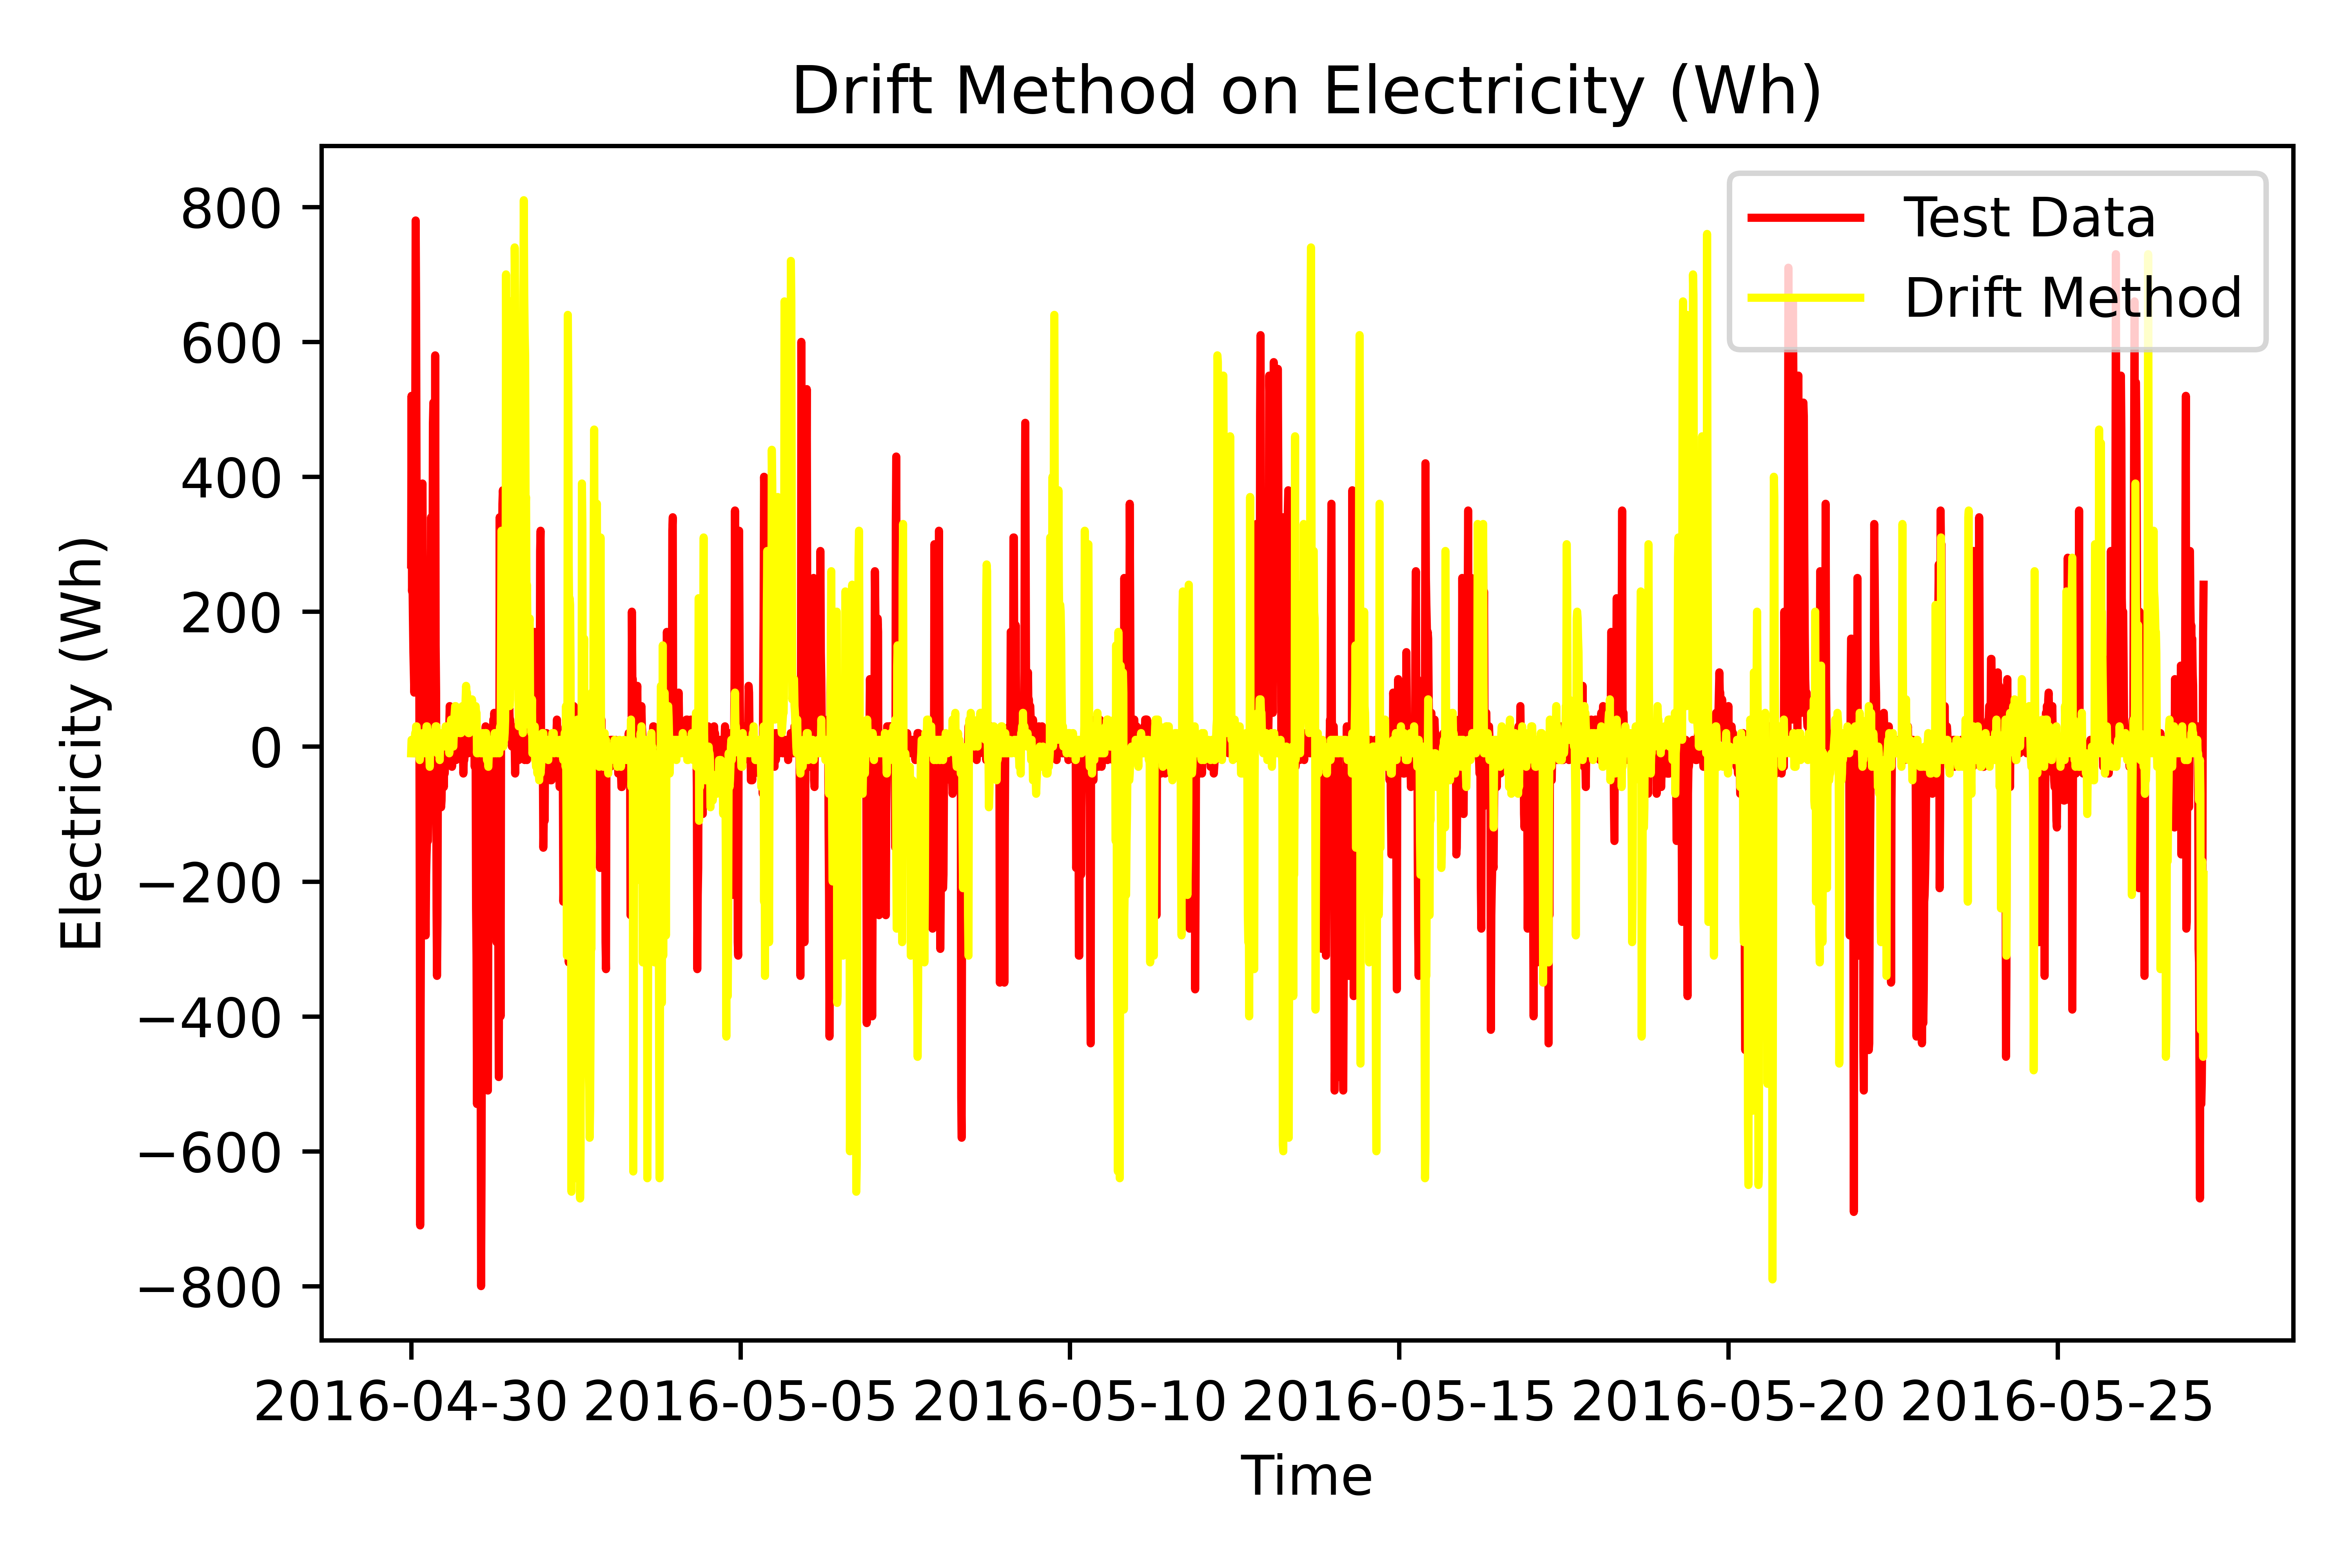 Drift Method on Electricity (Wh)
Test Data
Drift Method
Electricity (Wh)
800
600
400
200
0
−200
−400
−600
−800
2016-04-30 2016-05-05 2016-05-10 2016-05-15 2016-05-20 2016-05-25
Time